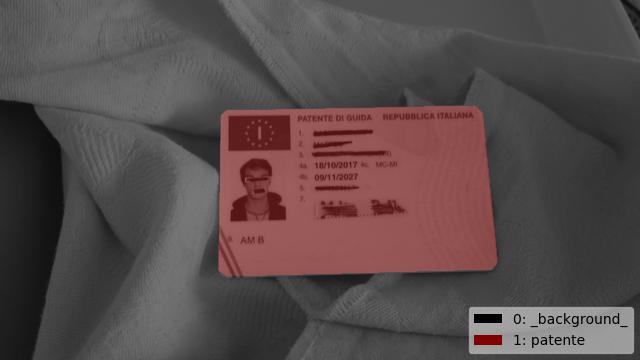 PATENTE DI GUIDA REPUBBLICA ITALIANA
I
1.
2.
3.
4a. 18/10/2017 4c. MC-MI
4b. 09/11/2027
5.
7.
9. AM B
0: _background_
1: patente